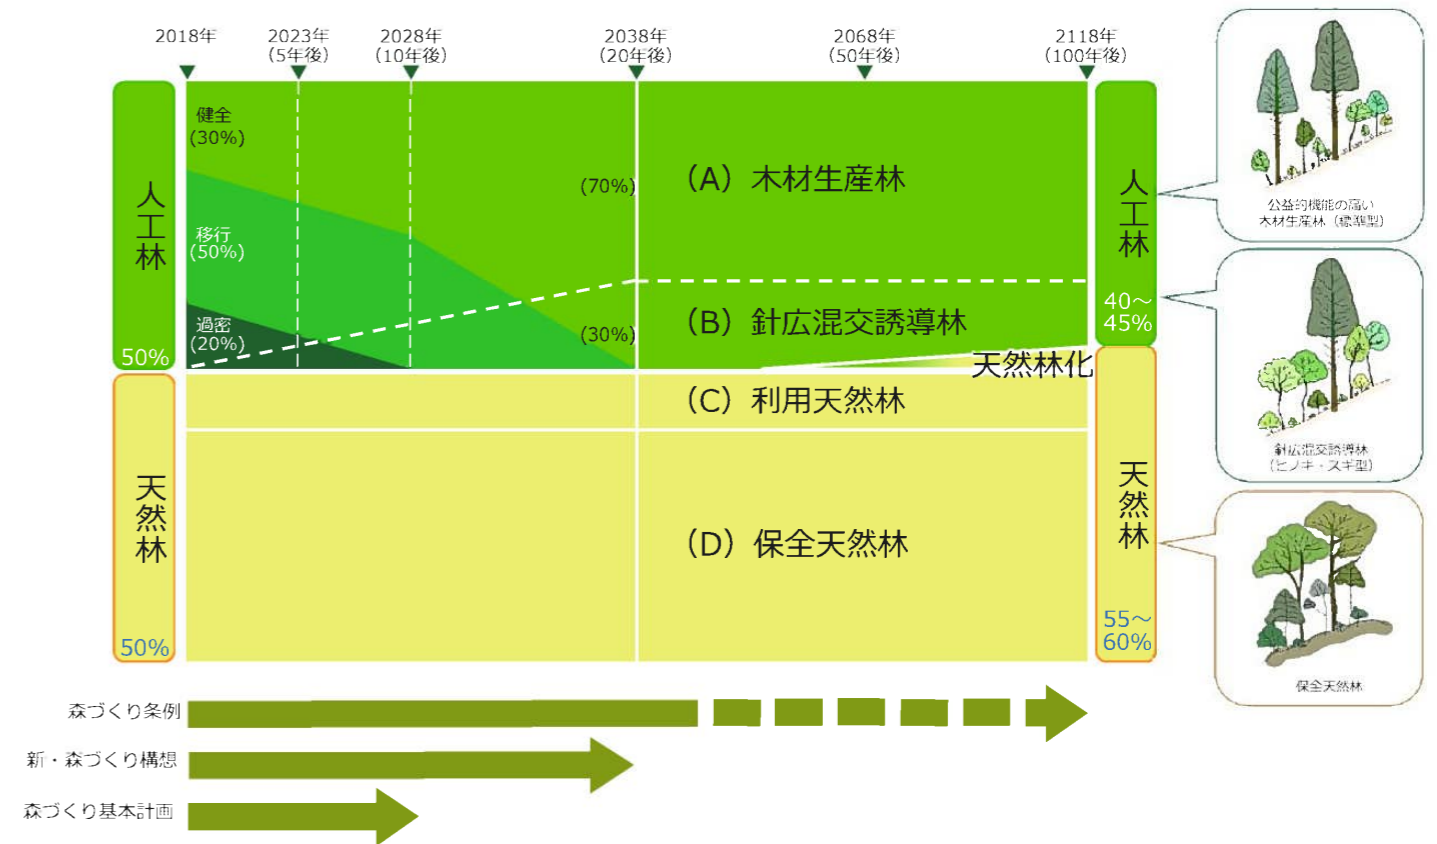 2018年
2023年
(5年後)
2028年
(10年後)
2038年
(20年後)
2068年
(50年後)
2118年
(100年後)
人工林
50%
健全
(30%)
移行
(50%)
過密
(20%)
(70%)
(30%)
(A) 木材生産林
(B) 針広混交誘導林
天然林化
(C) 利用天然林
(D) 保全天然林
天然林
50%
人工林
40～
45%
天然林
55～
60%
公益的機能の高い
木材生産林（標準型）
針広混交誘導林
（ヒノキ・スギ型）
保全天然林
森づくり条例
新・森づくり構想
森づくり基本計画